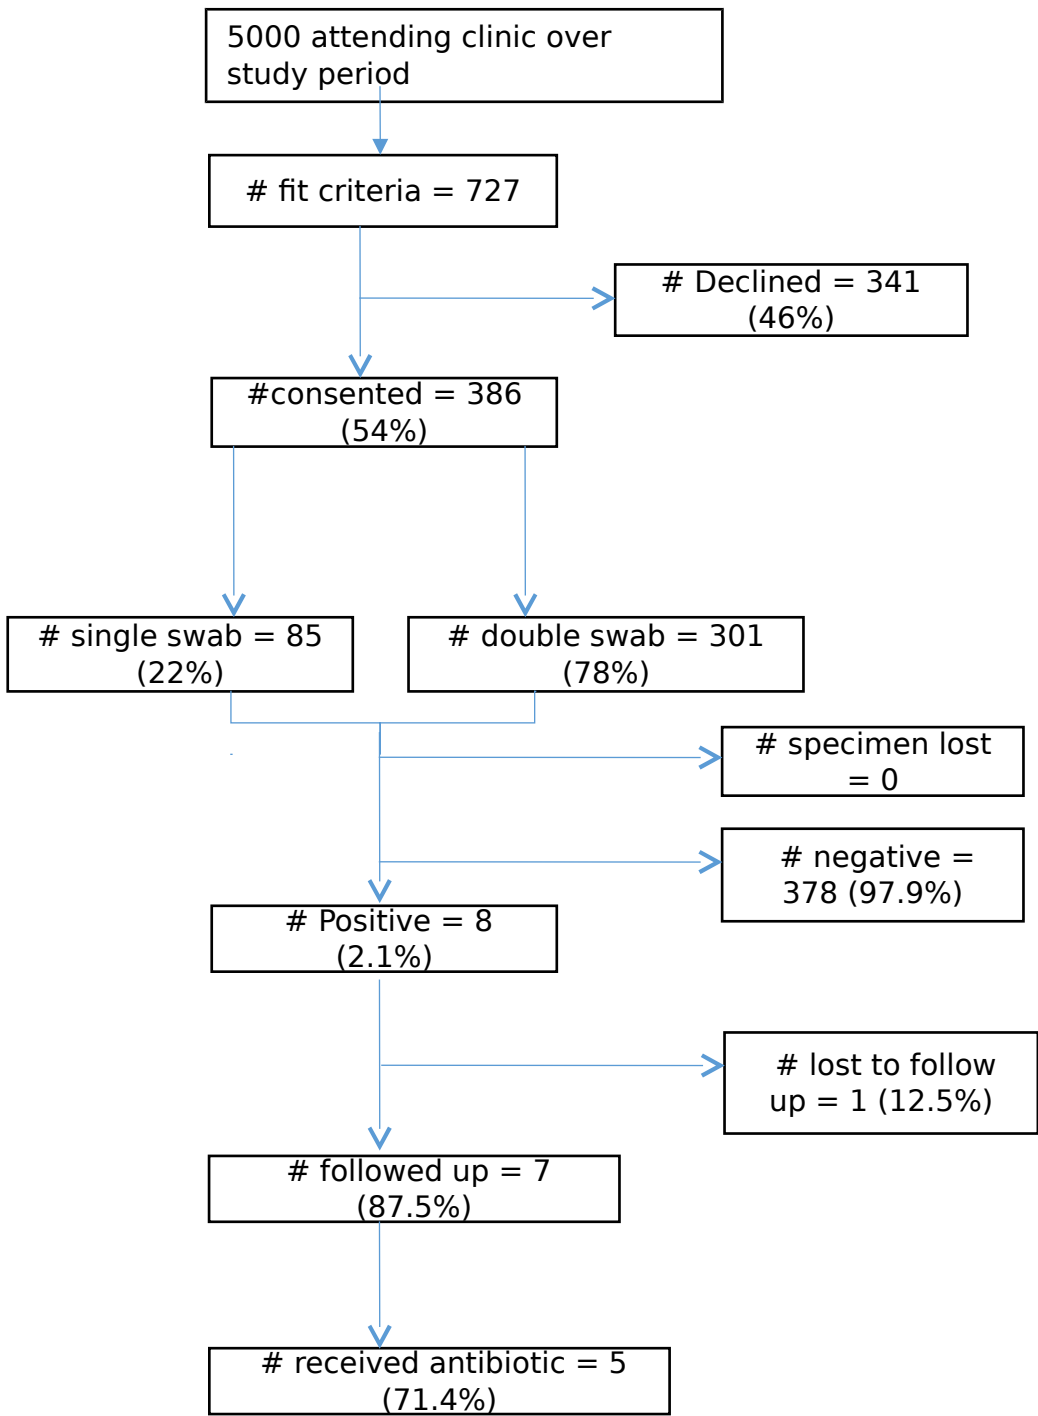 5000 attending clinic over
study period
# fit criteria = 727
# Declined = 341
(46%)
#consented = 386
(54%)
# single swab = 85
(22%)
# double swab = 301
(78%)
# specimen lost
= 0
# negative =
378 (97.9%)
# Positive = 8
(2.1%)
# lost to follow
up = 1 (12.5%)
# followed up = 7
(87.5%)
# received antibiotic = 5
(71.4%)